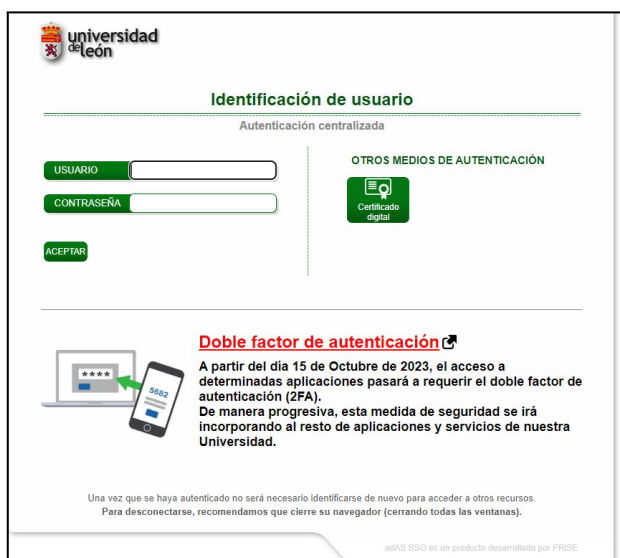 universidad
de león
Identificación de usuario
Autenticación centralizada
USUARIO
CONTRASEÑA
ACEPTAR
OTROS MEDIOS DE AUTENTICACIÓN
Certificado
digital
****
5682
Doble factor de autenticación
A partir del día 15 de Octubre de 2023, el acceso a
determinadas aplicaciones pasará a requerir el doble factor de
autenticación (2FA).
De manera progresiva, esta medida de seguridad se irá
incorporando al resto de aplicaciones y servicios de nuestra
Universidad.
Una vez que se haya autenticado no será necesario identificarse de nuevo para acceder a otros recursos.
Para desconectarse, recomendamos que cierre su navegador (cerrando todas las ventanas).
adAS SSO es un producto desarrollado por PRiSE